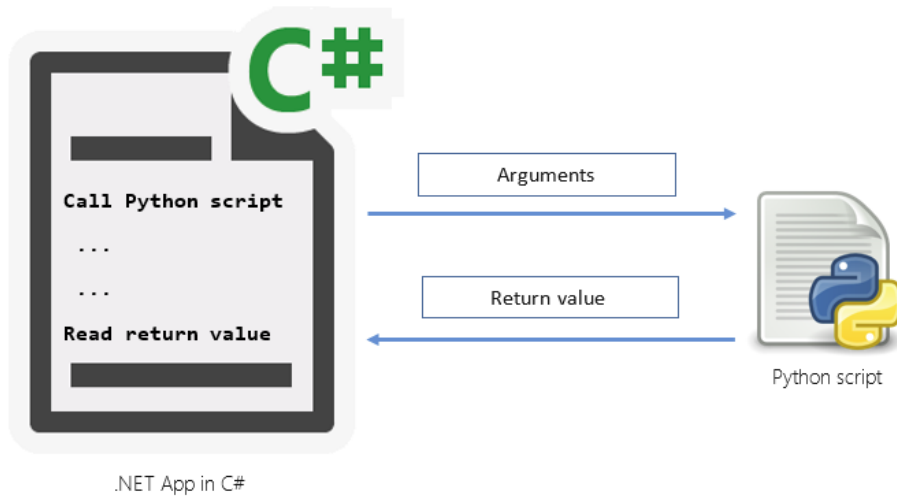 C#
Call Python script
...
...
Read return value
Arguments
Return value
Python script
.NET App in C#